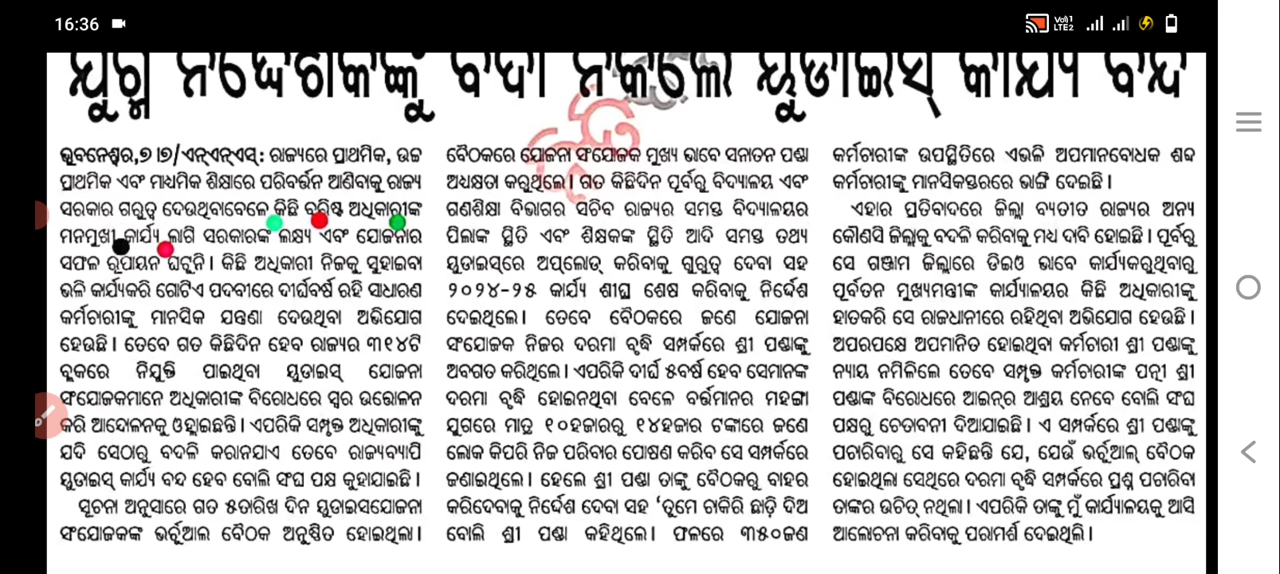 16:36
Vo)) 1
LTE2
ଯୁଗ୍ମ ନିର୍ଦ୍ଦେଶକଙ୍କୁ ବଦଳି ନକଲେ ୟୁଡାଇସ୍ କାର୍ଯ୍ୟ ବନ୍ଦ
ଭୁବନେଶ୍ୱର,୭।୭/ଏନ୍ଏନ୍ଏସ୍: ରାଜ୍ୟରେ ପ୍ରାଥମିକ, ଉଚ୍ଚ
ପ୍ରାଥମିକ ଏବଂ ମାଧ୍ୟମିକ ଶିକ୍ଷାରେ ପରିବର୍ତ୍ତନ ଆଣିବାକୁ ରାଜ୍ୟ
ସରକାର ଗରୁତ୍ୱ ଦେଉଥିବାବେଳେ କିଛି ବରିଷ୍ଟ ଅଧିକାରୀଙ୍କ
ମନମୁଖୀ କାର୍ଯ୍ୟ ଲାଗି ସରକାରଙ୍କ ଲକ୍ଷ୍ୟ ଏବଂ ଯୋଜନାର
ସଫଳ ରୂପାୟନ ଘଟୁନି। କିଛି ଅଧିକାରୀ ନିଜକୁ ସୁହାଇବା
ଭଳି କାର୍ଯ୍ୟକରି ଗୋଟିଏ ପଦବୀରେ ଦୀର୍ଘବର୍ଷ ରହି ସାଧାରଣ
କର୍ମଚାରୀଙ୍କୁ ମାନସିକ ଯନ୍ତ୍ରଣା ଦେଉଥିବା ଅଭିଯୋଗ
ହେଉଛି। ତେବେ ଗତ କିଛିଦିନ ହେବ ରାଜ୍ୟର ୩୧୪ଟି
ବ୍ଲକରେ ନିଯୁକ୍ତି ପାଇଥିବା ୟୁଡାଇସ୍ ଯୋଜନା
ସଂଯୋଜକମାନେ ଅଧିକାରୀଙ୍କ ବିରୋଧରେ ସ୍ୱର ଉତ୍ତୋଳନ
କରି ଆନ୍ଦୋଳନକୁ ଓହ୍ଲାଇଛନ୍ତି। ଏପରିକି ସମ୍ପୃକ୍ତ ଅଧିକାରୀଙ୍କୁ
ଯଦି ସେଠାରୁ ବଦଳି କରାନଯାଏ ତେବେ ରାଜ୍ୟବ୍ୟାପି
ୟୁଡାଇସ୍ କାର୍ଯ୍ୟ ବନ୍ଦ ହେବ ବୋଲି ସଂଘ ପକ୍ଷ କୁହାଯାଇଛି।
ସୂଚନା ଅନୁସାରେ ଗତ ୫ତାରିଖ ଦିନ ୟୁଡାଇସଯୋଜନା
ସଂଯୋଜକଙ୍କ ଭର୍ଚୁଆଲ ବୈଠକ ଅନୁଷ୍ଠିତ ହୋଇଥିଲା।
ବୈଠକରେ ଯୋଜନା ସଂଯୋଜକ ମୁଖ୍ୟ ଭାବେ ସନାତନ ପଣ୍ଡା
ଅଧ୍ୟକ୍ଷତା କରୁଥିଲେ। ଗତ କିଛିଦିନ ପୂର୍ବରୁ ବିଦ୍ୟାଳୟ ଏବଂ
ଗଣଶିକ୍ଷା ବିଭାଗର ସଚିବ ରାଜ୍ୟର ସମସ୍ତ ବିଦ୍ୟାଳୟର
ପିଲାଙ୍କ ସ୍ଥିତି ଏବଂ ଶିକ୍ଷକଙ୍କ ସ୍ଥିତି ଆଦି ସମସ୍ତ ତଥ୍ୟ
ୟୁଡାଇସ୍‌ରେ ଅପ୍‌ଲୋଡ୍ କରିବାକୁ ଗୁରୁତ୍ୱ ଦେବା ସହ
୨୦୨୪-୨୫ କାର୍ଯ୍ୟ ଶୀଘ୍ର ଶେଷ କରିବାକୁ ନିର୍ଦ୍ଦେଶ
ଦେଇଥିଲେ। ତେବେ ବୈଠକରେ ଜଣେ ଯୋଜନା
ସଂଯୋଜକ ନିଜର ଦରମା ବୃଦ୍ଧି ସମ୍ପର୍କରେ ଶ୍ରୀ ପଣ୍ଡାଙ୍କୁ
ଅବଗତ କରିଥିଲେ। ଏପରିକି ଦୀର୍ଘ ୫ବର୍ଷ ହେବ ସେମାନଙ୍କ
ଦରମା ବୃଦ୍ଧି ହୋଇନଥିବା ବେଳେ ବର୍ତ୍ତମାନର ମହଙ୍ଗା
ଯୁଗରେ ମାତ୍ର ୧୦ହଜାରରୁ ୧୪ହଜାର ଟଙ୍କାରେ ଜଣେ
ଲୋକ କିପରି ନିଜ ପରିବାର ପୋଷଣ କରିବ ସେ ସମ୍ପର୍କରେ
ଜଣାଇଥିଲେ। ହେଲେ ଶ୍ରୀ ପଣ୍ଡା ତାଙ୍କୁ ବୈଠକରୁ ବାହର
କରିଦେବାକୁ ନିର୍ଦ୍ଦେଶ ଦେବା ସହ 'ତୁମେ ଚାକିରି ଛାଡ଼ି ଦିଅ
ବୋଲି ଶ୍ରୀ ପଣ୍ଡା କହିଥିଲେ। ଫଳରେ ୩୫୦ଜଣ
କର୍ମଚାରୀଙ୍କ ଉପସ୍ଥିତିରେ ଏଭଳି ଅପମାନବୋଧକ ଶବ୍ଦ
କର୍ମଚାରୀଙ୍କୁ ମାନସିକସ୍ତରରେ ଭାଙ୍ଗି ଦେଇଛି।
ଏହାର ପ୍ରତିବାଦରେ ଜିଲ୍ଲା ବ୍ୟତୀତ ରାଜ୍ୟର ଅନ୍ୟ
କୌଣସି ଜିଲ୍ଲାକୁ ବଦଳି କରିବାକୁ ମଧ୍ୟ ଦାବି ହୋଇଛି। ପୂର୍ବରୁ
ସେ ଗଞ୍ଜାମ ଜିଲ୍ଲାରେ ଡିଇଓ ଭାବେ କାର୍ଯ୍ୟକରୁଥିବାରୁ
ପୂର୍ବତନ ମୁଖ୍ୟମନ୍ତ୍ରୀଙ୍କ କାର୍ଯ୍ୟାଳୟର କିଛି ଅଧିକାରୀଙ୍କୁ
ହାତକରି ସେ ରାଜଧାନୀରେ ରହିଥିବା ଅଭିଯୋଗ ହେଉଛି।
ଅପରପକ୍ଷେ ଅପମାନିତ ହୋଇଥିବା କର୍ମଚାରୀ ଶ୍ରୀ ପଣ୍ଡାଙ୍କୁ
ନ୍ୟାୟ ନମିଳିଲେ ତେବେ ସମ୍ପୃକ୍ତ କର୍ମଚାରୀଙ୍କ ପତ୍ନୀ ଶ୍ରୀ
ପଣ୍ଡାଙ୍କ ବିରୋଧରେ ଆଇନ୍‌ର ଆଶ୍ରୟ ନେବେ ବୋଲି ସଂଘ
ପକ୍ଷରୁ ଚେତାବନୀ ଦିଆଯାଇଛି। ଏ ସମ୍ପର୍କରେ ଶ୍ରୀ ପଣ୍ଡାଙ୍କୁ
ପଚାରିବାରୁ ସେ କହିଛନ୍ତି ଯେ, ଯେଉଁ ଭର୍ଚୁଆଲ୍ ବୈଠକ
ହୋଇଥିଲା ସେଥିରେ ଦରମା ବୃଦ୍ଧି ସମ୍ପର୍କରେ ପ୍ରଶ୍ନ ପଚାରିବା
ତାଙ୍କର ଉଚିତ୍ ନଥିଲା। ଏପରିକି ତାଙ୍କୁ ମୁଁ କାର୍ଯ୍ୟାଳୟକୁ ଆସି
ଆଲୋଚନା କରିବାକୁ ପରାମର୍ଶ ଦେଇଥିଲି।